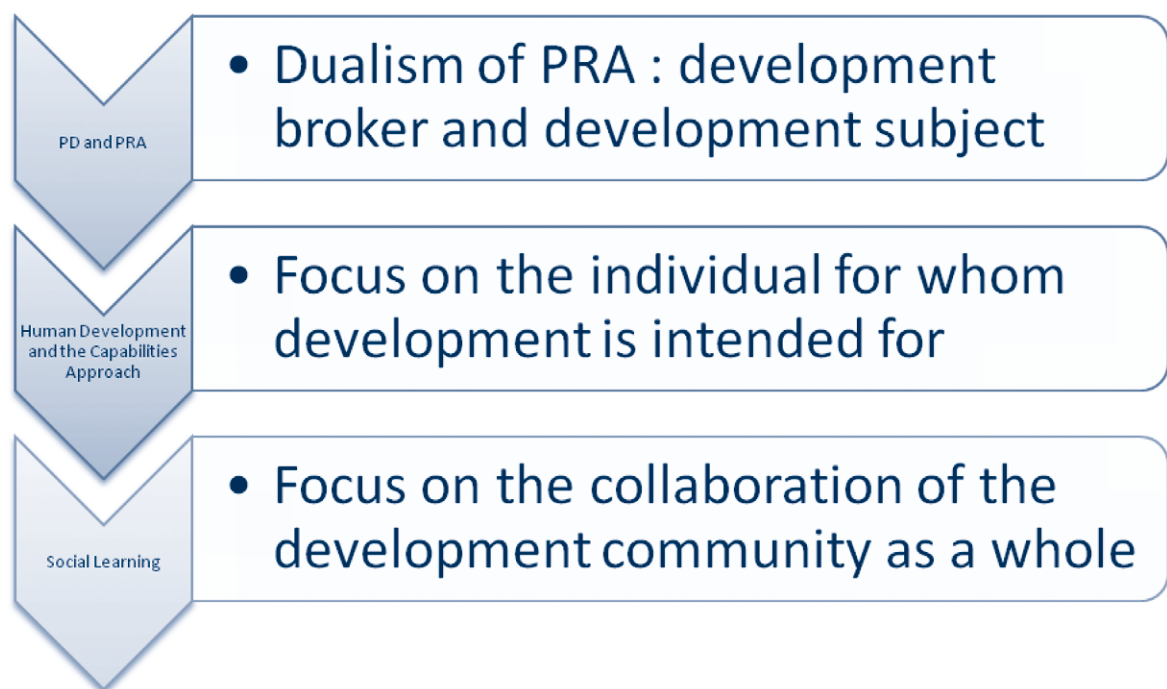 PD and PRA
• Dualism of PRA : development
broker and development subject
Human Development
and the Capabilities
Approach
• Focus on the individual for whom
development is intended for
Social Learning
• Focus on the collaboration of the
development community as a whole